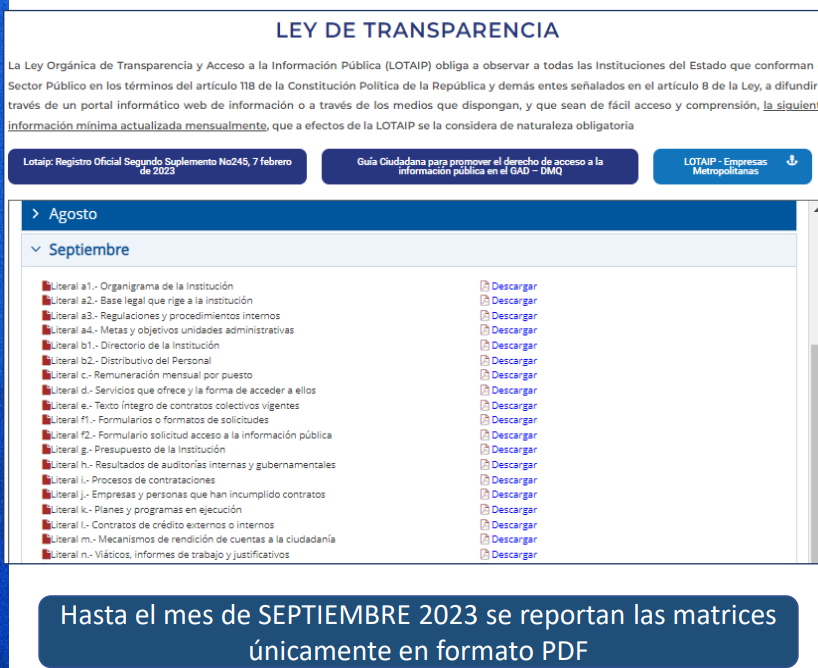 LEY DE TRANSPARENCIA
La Ley Orgánica de Transparencia y Acceso a la Información Pública (LOTAIP) obliga a observar a todas las Instituciones del Estado que conforman
Sector Público en los términos del artículo 118 de la Constitución Política de la República y demás entes señalados en el artículo 8 de la Ley, a difundir
través de un portal informático web de información o a través de los medios que dispongan, y que sean de fácil acceso y comprensión, la siguient
información mínima actualizada mensualmente, que a efectos de la LOTAIP se la considera de naturaleza obligatoria
Lotaip: Registro Oficial Segundo Suplemento No245, 7 febrero
de 2023
Guía Ciudadana para promover el derecho de acceso a la
información pública en el GAD – DMQ
LOTAIP - Empresas
Metropolitanas
Agosto
Septiembre
Literal a1.- Organigrama de la Institución Descargar
Literal a2.- Base legal que rige a la institución Descargar
Literal a3.- Regulaciones y procedimientos internos Descargar
Literal a4.- Metas y objetivos unidades administrativas Descargar
Literal b1.- Directorio de la Institución Descargar
Literal b2.- Distributivo del Personal Descargar
Literal c.- Remuneración mensual por puesto Descargar
Literal d.- Servicios que ofrece y la forma de acceder a ellos Descargar
Literal e.- Texto íntegro de contratos colectivos vigentes Descargar
Literal f1.- Formularios o formatos de solicitudes Descargar
Literal f2.- Formulario solicitud acceso a la información pública Descargar
Literal g.- Presupuesto de la Institución Descargar
Literal h.- Resultados de auditorías internas y gubernamentales Descargar
Literal i.- Procesos de contrataciones Descargar
Literal j.- Empresas y personas que han incumplido contratos Descargar
Literal k.- Planes y programas en ejecución Descargar
Literal l.- Contratos de crédito externos o internos Descargar
Literal m.- Mecanismos de rendición de cuentas a la ciudadanía Descargar
Literal n.- Viáticos, informes de trabajo y justificativos Descargar
Hasta el mes de SEPTIEMBRE 2023 se reportan las matrices
únicamente en formato PDF